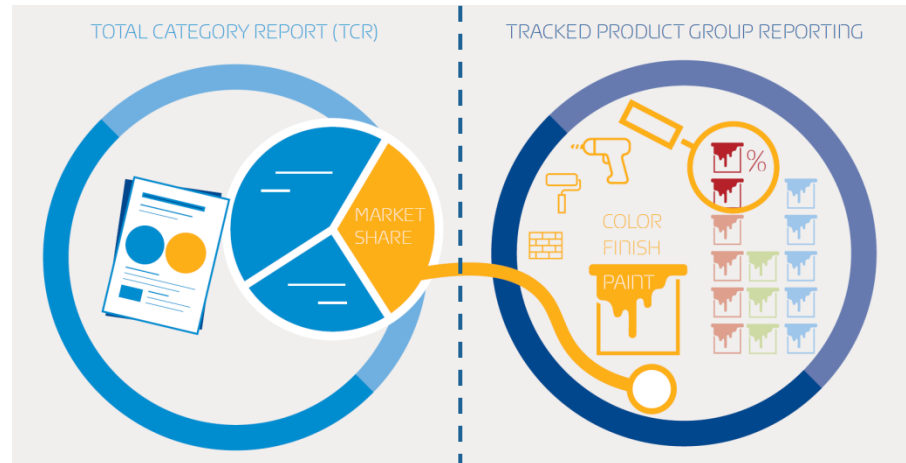 TOTAL CATEGORY REPORT (TCR)
MARKET
SHARE
TRACKED PRODUCT GROUP REPORTING
%
COLOR
FINISH
PAINT